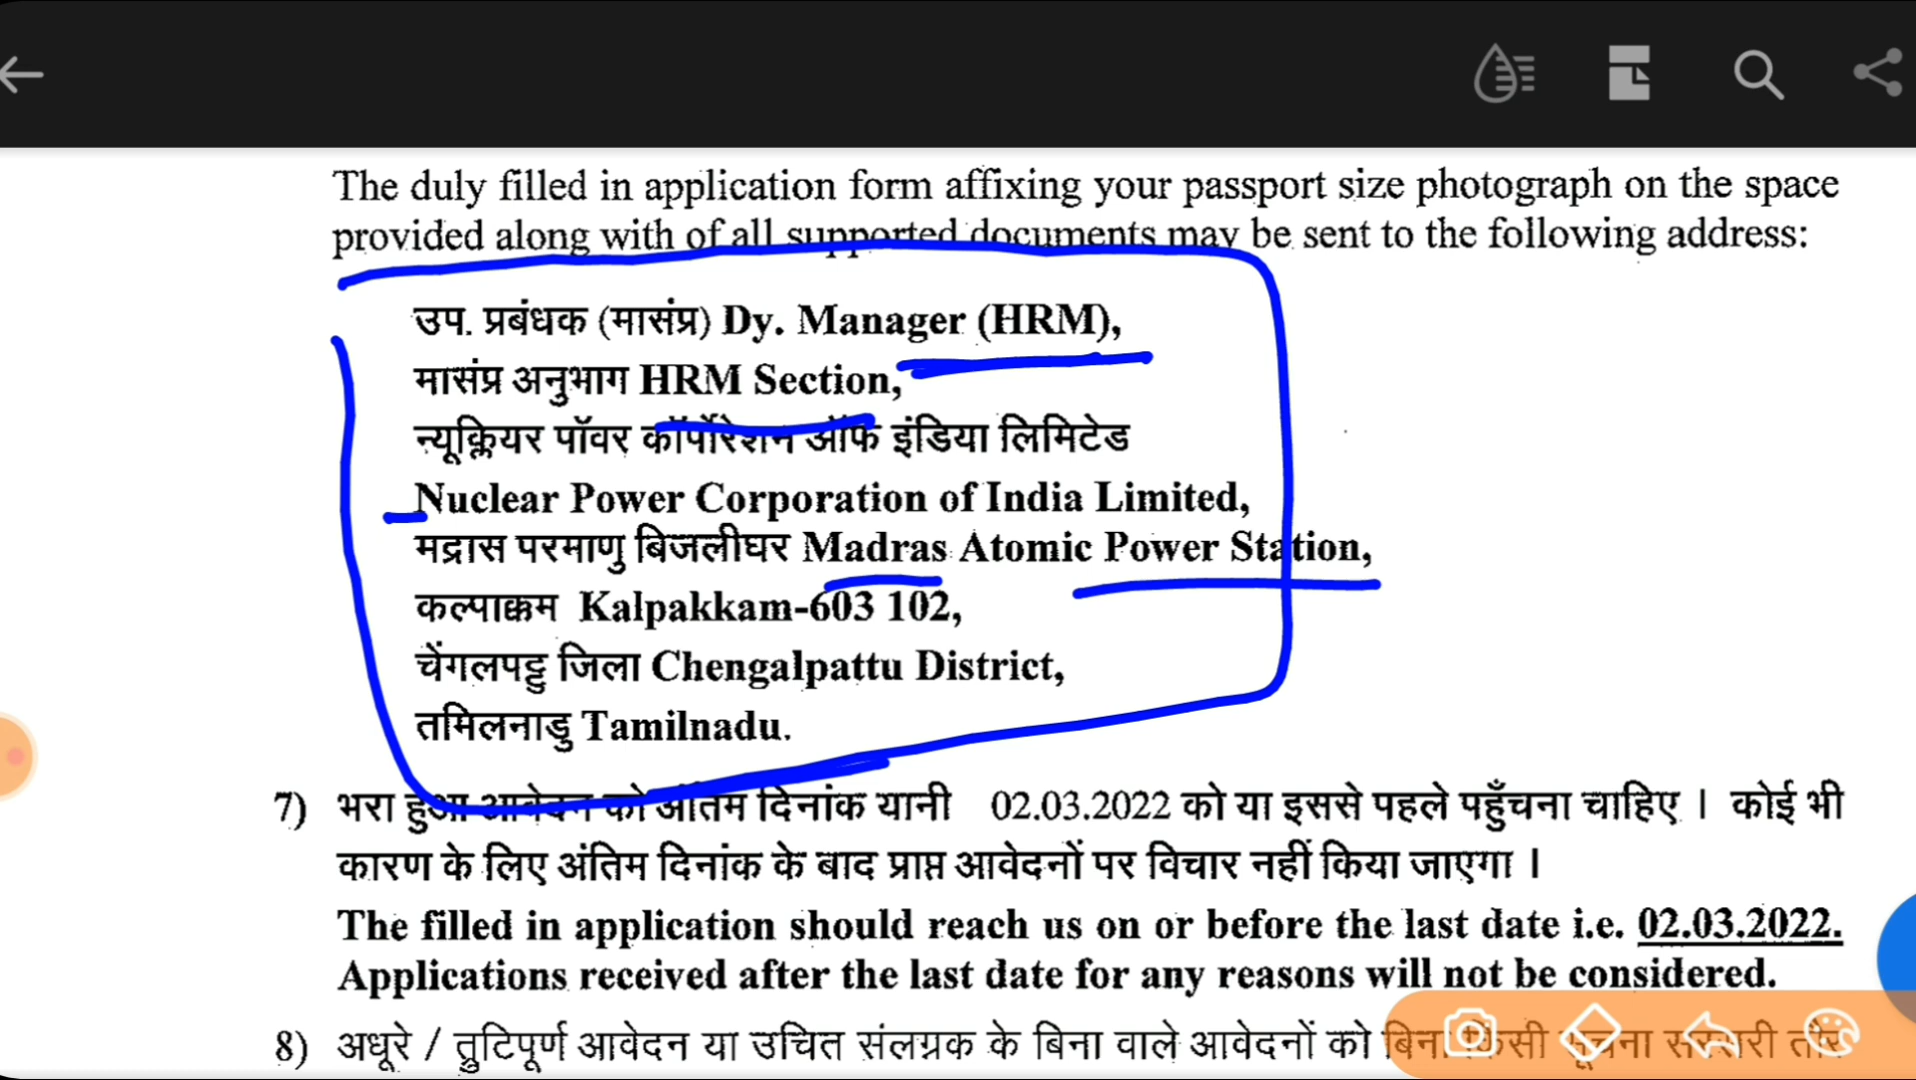 The duly filled in application form affixing your passport size photograph on the space
provided along with of all supported documents may be sent to the following address:
उप. प्रबंधक (मासंप्र) Dy. Manager (HRM),
मासंप्र अनुभाग HRM Section,
न्यूक्लियर पॉवर कॉर्पोरेशन ऑफ इंडिया लिमिटेड
Nuclear Power Corporation of India Limited,
मद्रास परमाणु बिजलीघर Madras Atomic Power Station,
कल्पाक्कम Kalpakkam-603 102,
चेंगलपट्टु जिला Chengalpattu District,
तमिलनाडु Tamilnadu.
7) भरा हुआ आवेदन को अंतिम दिनांक यानी 02.03.2022 को या इससे पहले पहुँचना चाहिए । कोई भी
कारण के लिए अंतिम दिनांक के बाद प्राप्त आवेदनों पर विचार नहीं किया जाएगा ।
The filled in application should reach us on or before the last date i.e. 02.03.2022.
Applications received after the last date for any reasons will not be considered.
8) अधूरे / त्रुटिपूर्ण आवेदन या उचित संलग्नक के बिना वाले आवेदनों को बिना किसी सूचना